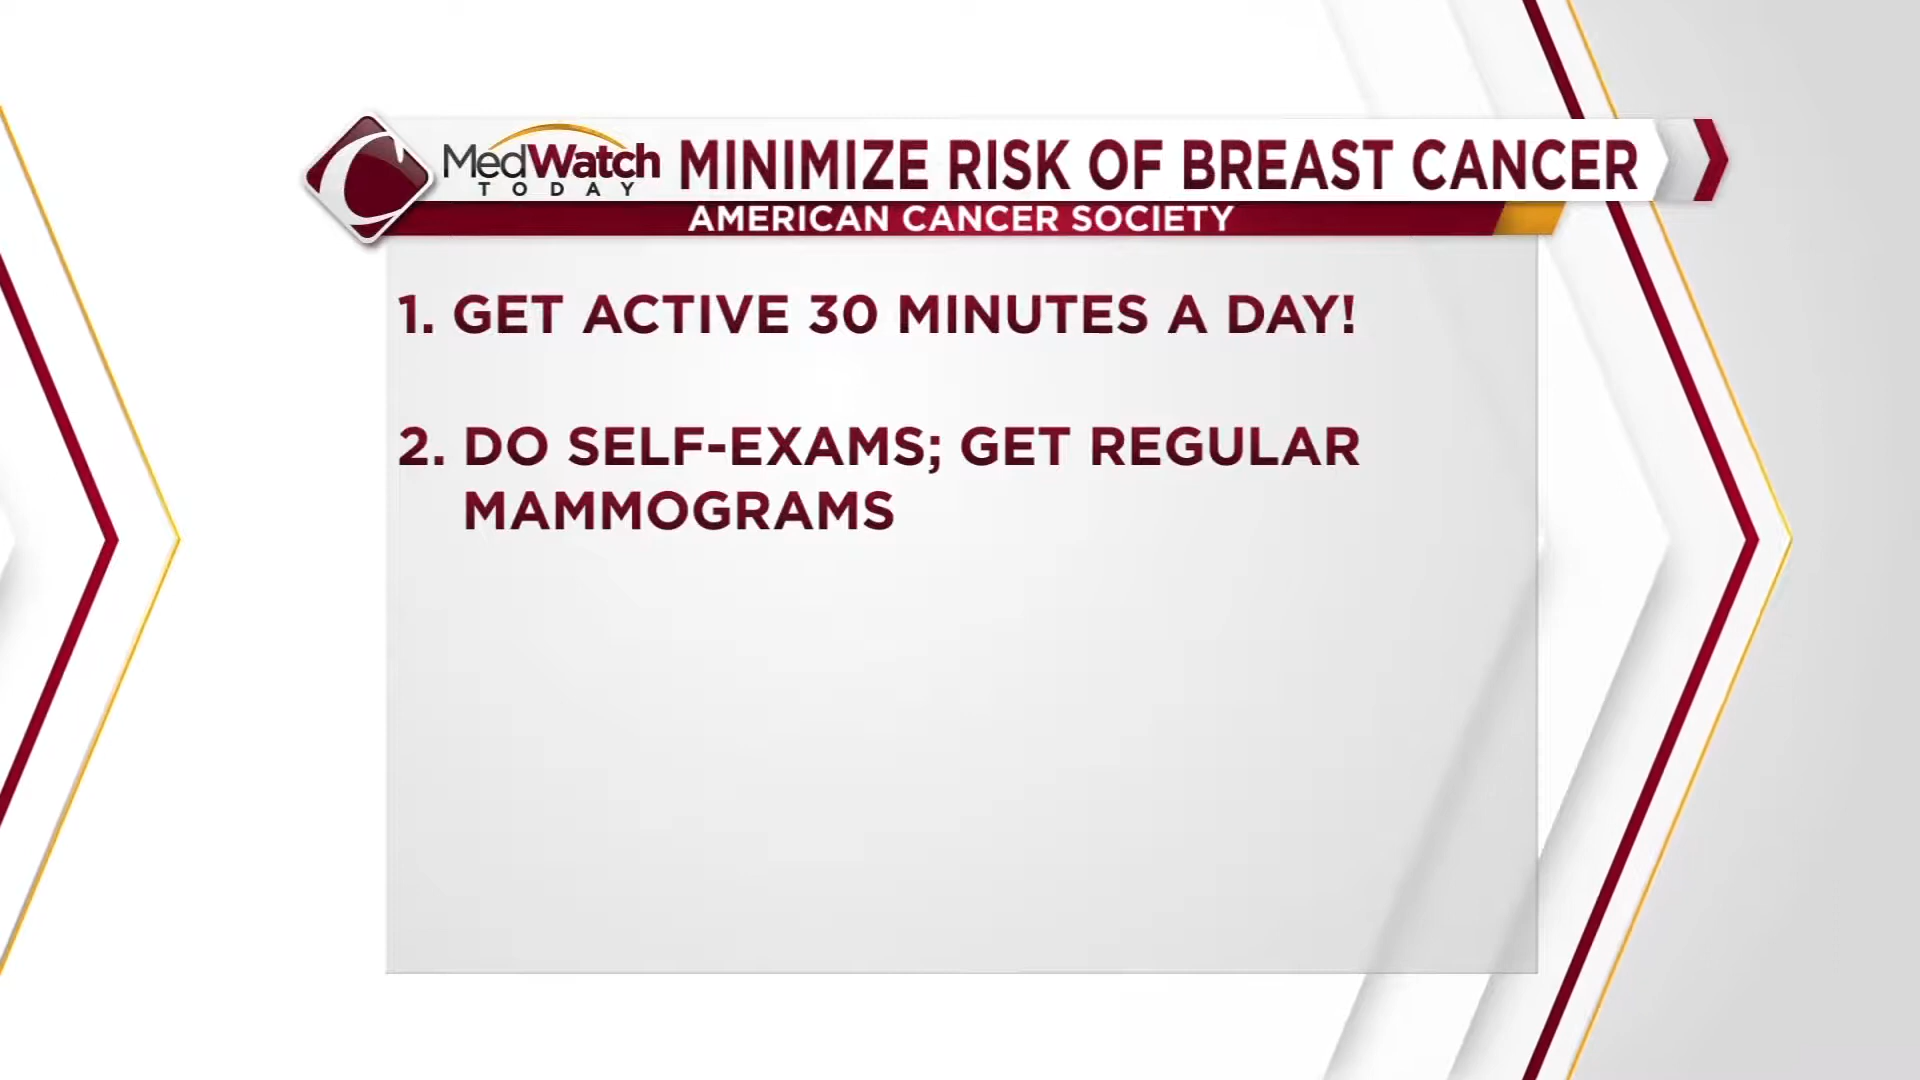 MedWatch
TODAY
MINIMIZE RISK OF BREAST CANCER
AMERICAN CANCER SOCIETY
1. GET ACTIVE 30 MINUTES A DAY!
2. DO SELF-EXAMS; GET REGULAR
MAMMOGRAMS